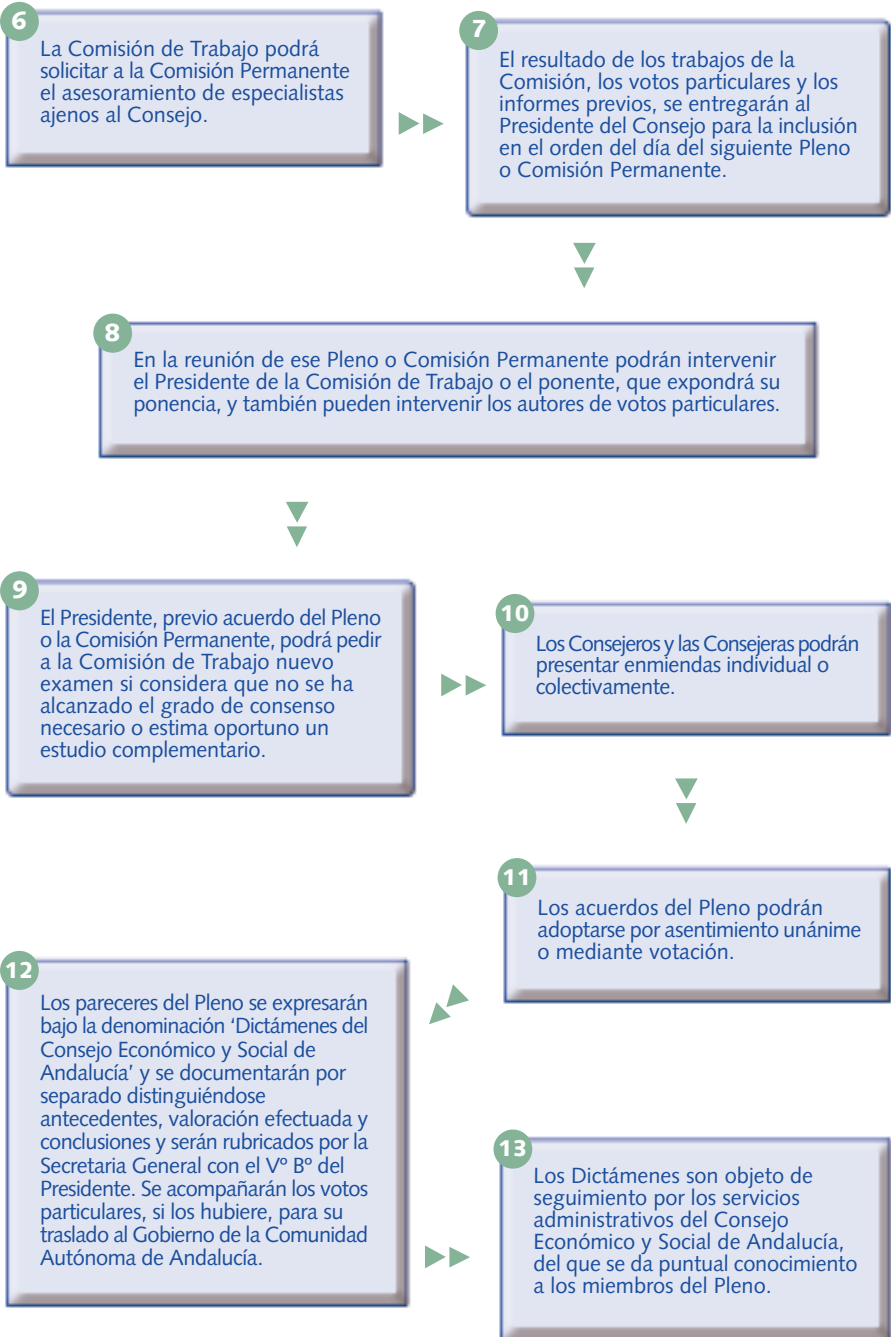 6
La Comisión de Trabajo podrá
solicitar a la Comisión Permanente
el asesoramiento de especialistas
ajenos al Consejo.
7
El resultado de los trabajos de la
Comisión, los votos particulares y los
informes previos, se entregarán al
Presidente del Consejo para la inclusión
en el orden del día del siguiente Pleno
o Comisión Permanente.
8
En la reunión de ese Pleno o Comisión Permanente podrán intervenir
el Presidente de la Comisión de Trabajo o el ponente, que expondrá su
ponencia, y también pueden intervenir los autores de votos particulares.
9
El Presidente, previo acuerdo del Pleno
o la Comisión Permanente, podrá pedir
a la Comisión de Trabajo nuevo
examen si considera que no se ha
alcanzado el grado de consenso
necesario o estima oportuno un
estudio complementario.
10
Los Consejeros y las Consejeras podrán
presentar enmiendas individual o
colectivamente.
11
Los acuerdos del Pleno podrán
adoptarse por asentimiento unánime
o mediante votación.
12
Los pareceres del Pleno se expresarán
bajo la denominación ‘Dictámenes del
Consejo Económico y Social de
Andalucía’ y se documentarán por
separado distinguiéndose
antecedentes, valoración efectuada y
conclusiones y serán rubricados por la
Secretaria General con el Vº Bº del
Presidente. Se acompañarán los votos
particulares, si los hubiere, para su
traslado al Gobierno de la Comunidad
Autónoma de Andalucía.
13
Los Dictámenes son objeto de
seguimiento por los servicios
administrativos del Consejo
Económico y Social de Andalucía,
del que se da puntual conocimiento
a los miembros del Pleno.